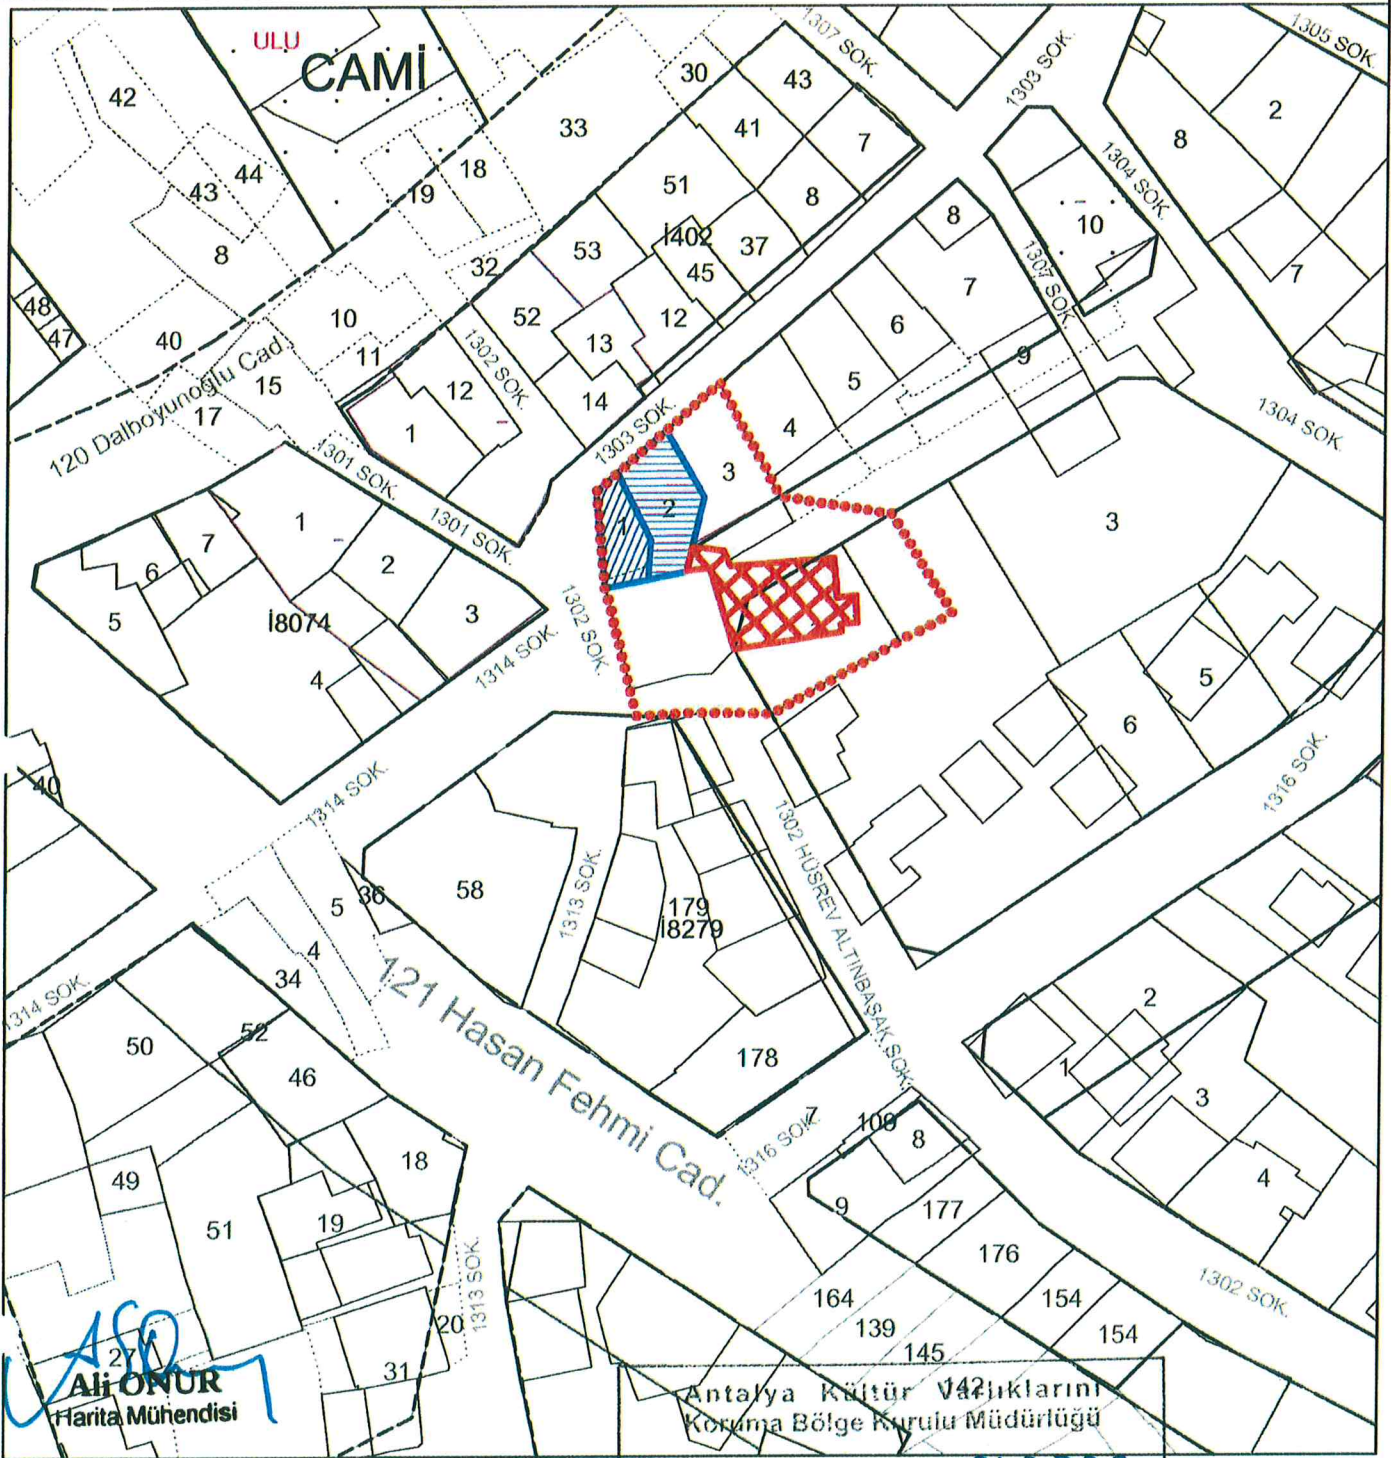 ULU
CAMİ
1307 SOK.
1303 SOK.
1305 SOK.
42
30
43
33
41
7
2
8
1304 SOK.
44
43
18
19
51
8
8
10
8
İ402
37
53
45
32
7
1307 SOK.
7
48
47
40
10
52
12
6
13
11
9
15
17
120 Dalboyunoğlu Cad.
12
1302 SOK.
14
5
1
1303 SOK.
4
1304 SOK.
1301 SOK.
3
1301 SOK.
1
2
3
1
7
2
6
5
İ8074
3
1302 SOK.
4
1314 SOK.
5
6
40
1314 SOK.
1316 SOK.
1302 HÜSREV ALTINBAŞAK SOK.
58
36
5
1313 SOK.
179
İ8279
4
34
121 Hasan Fehmi Cad.
1314 SOK.
2
50
52
46
178
1
3
7
109
8
1316 SOK.
18
49
4
51
19
9
177
176
1313 SOK.
1302 SOK.
164
154
139
154
20
145
27
31
142
Ali ONUR
Harita Mühendisi
Antalya Kültür Varlıklarını
Koruma Bölge Kurulu Müdürlüğü